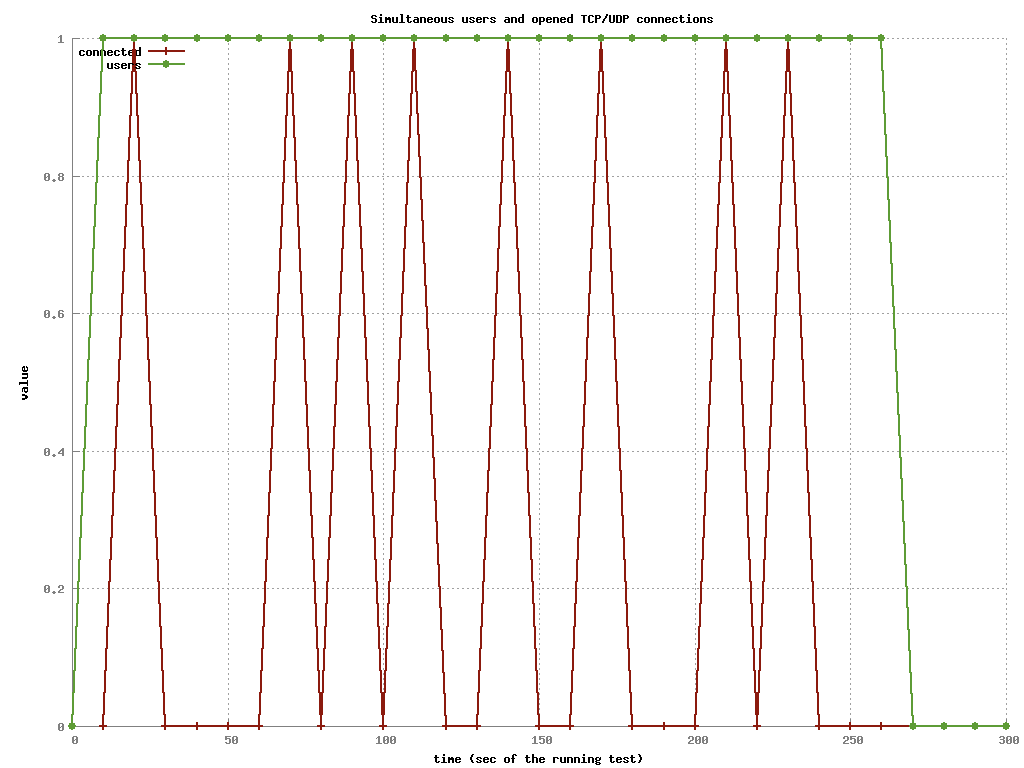 Simultaneous users and opened TCP/UDP connections
connected
users
1
0.8
0.6
0.4
0.2
0
value
0 50 100 150 200 250 300
time (sec of the running test)